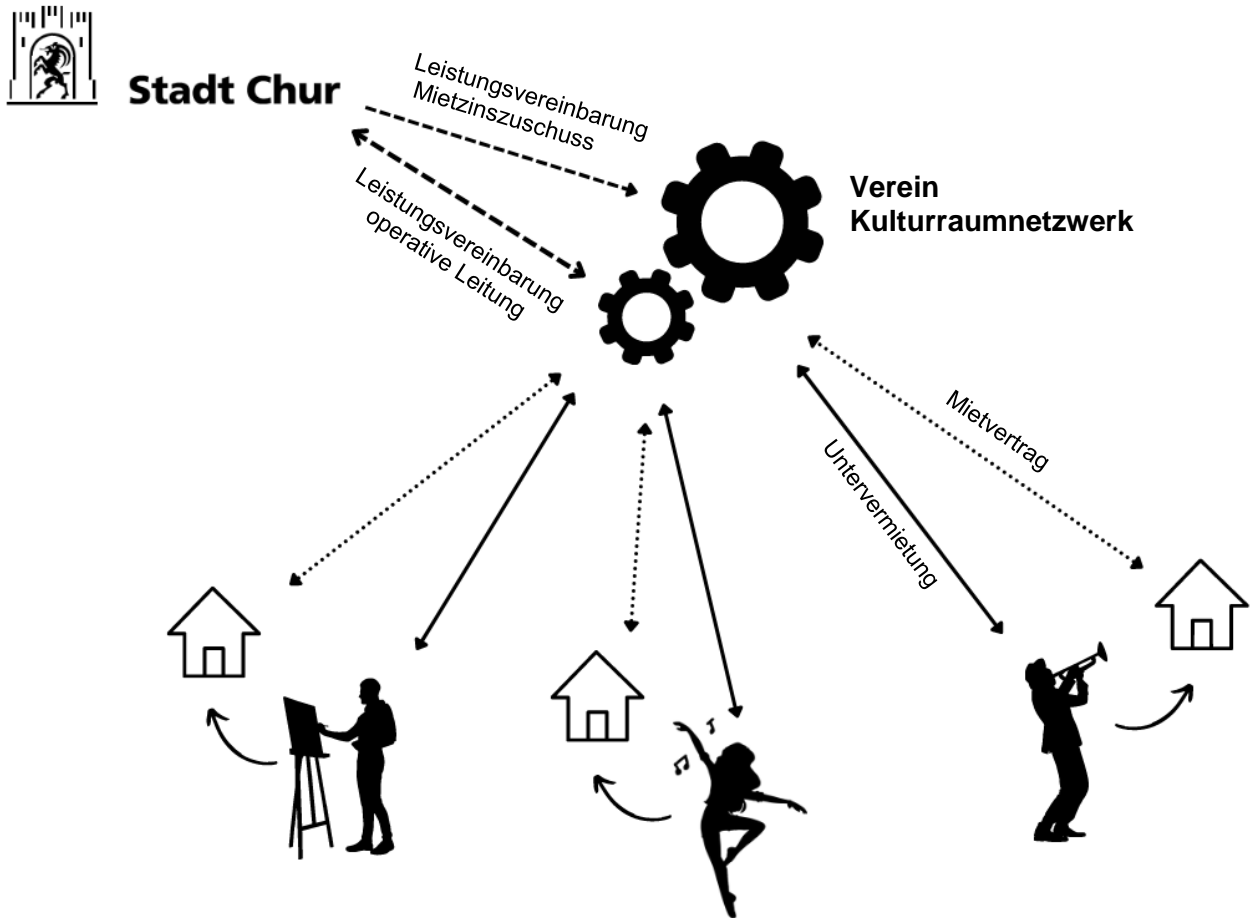 Stadt Chur
Leistungsvereinbarung
Mietzinszuschuss
Leistungsvereinbarung
operative Leitung
Verein
Kulturraumnetzwerk
Mietvertrag
Untervermietung